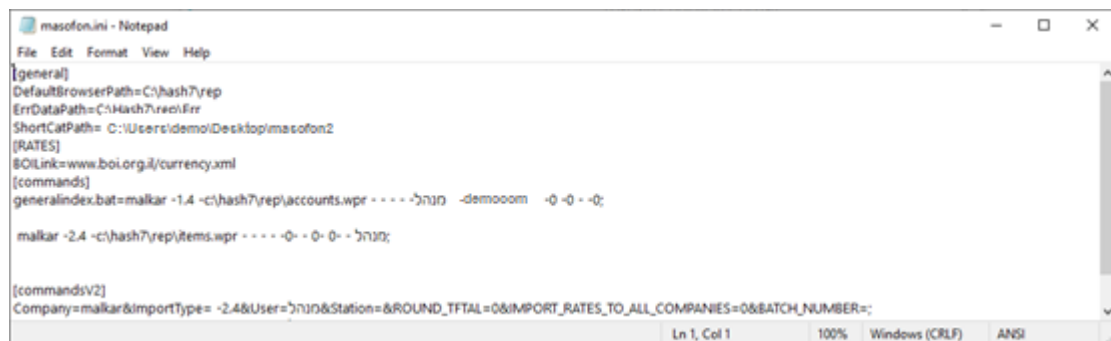 masofon.ini - Notepad
File Edit Format View Help
[general]
DefaultBrowserPath=C:\hash7\rep
ErrDataPath=C:\Hash7\rep\Err
ShortCatPath= C:\Users\demo\Desktop\masofon2
[RATES]
BOILink=www.boi.org.il/currency.xml
[commands]
generalindex.bat=malkar -1.4 -c\hash7\rep\accounts.wpr - - - - -מנהל -demooom -0 -0 - -0;
malkar -2.4 -c:\hash7\rep\items.wpr - - - - -0- - 0- 0- - מנהל;
[commandsV2]
Company=malkar&ImportType= -2.4&User=מנהל&Station=&ROUND_TFTAL=0&IMPORT_RATES_TO_ALL_COMPANIES=0&BATCH_NUMBER=;
Ln 1, Col 1 100% Windows (CRLF) ANSI